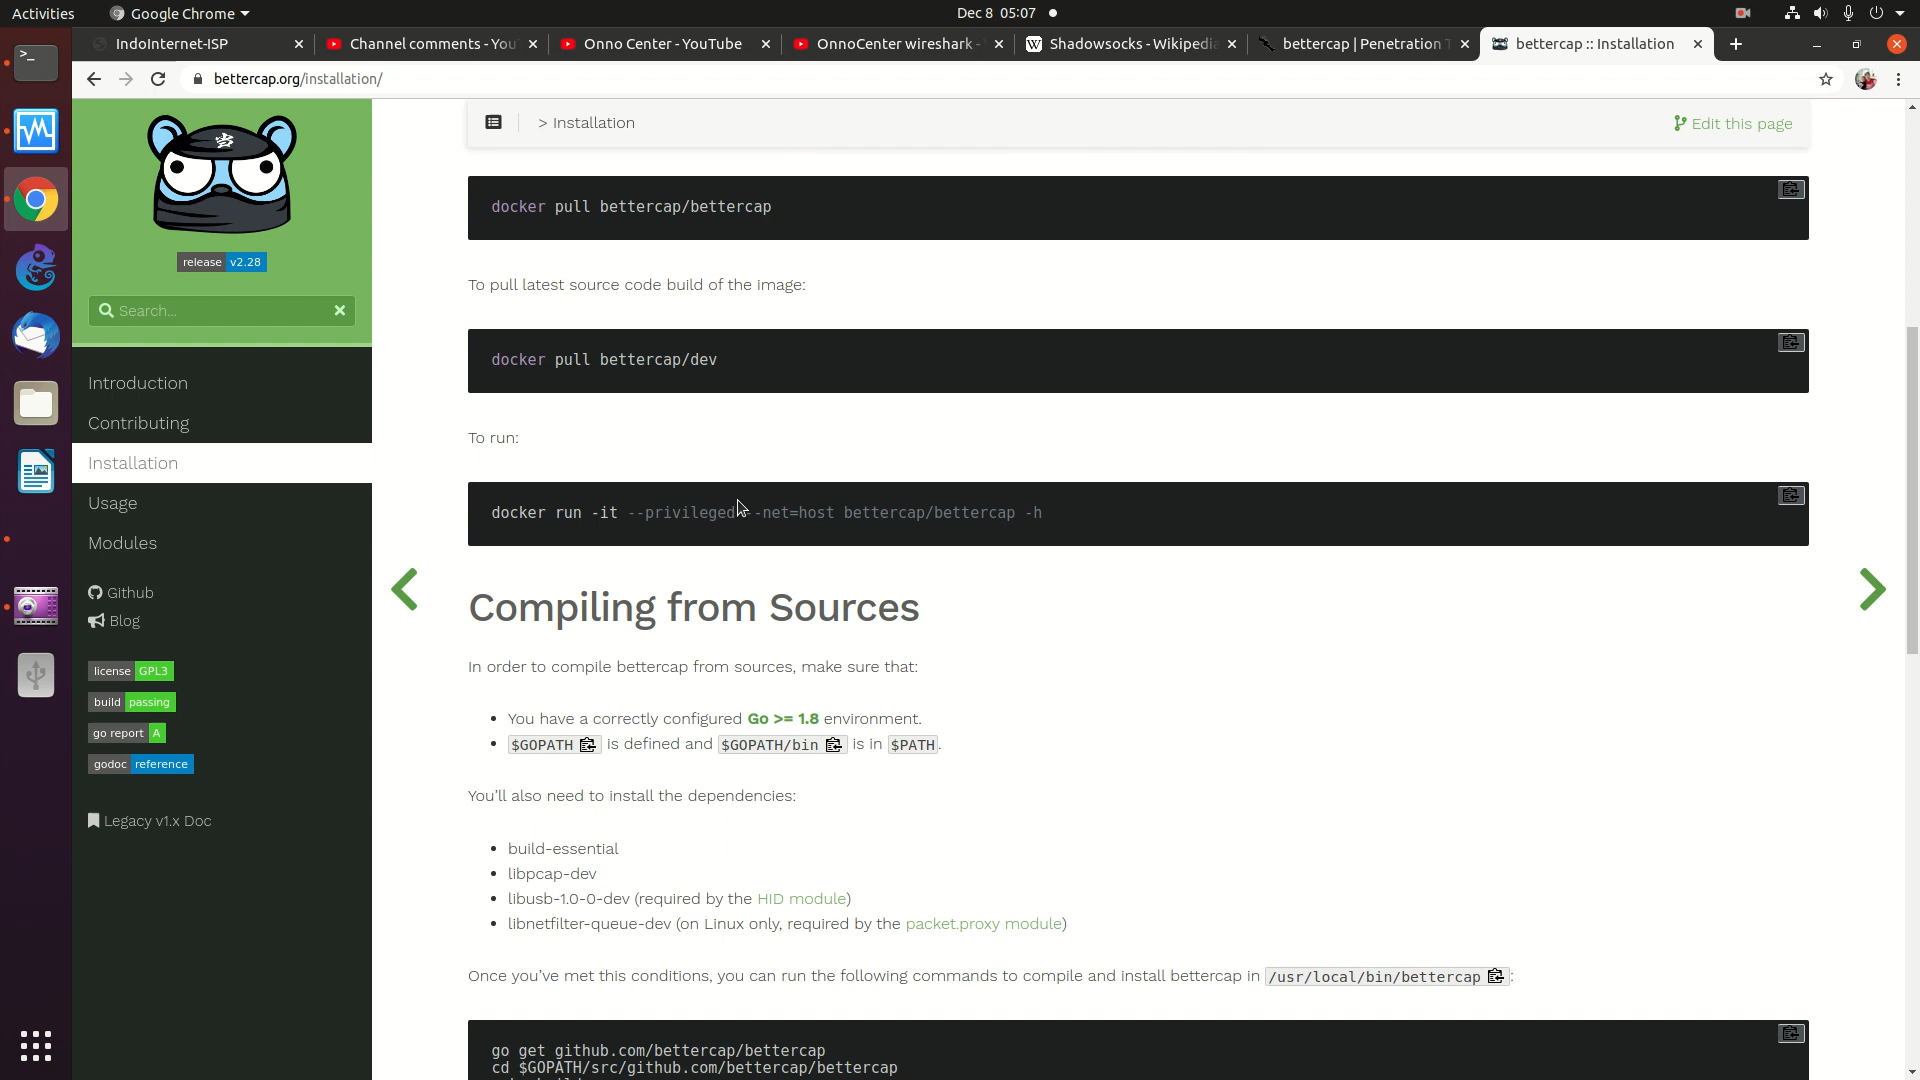 Activities
Google Chrome
Dec 8 05:07
IndoInternet-ISP
Channel comments - You
Onno Center - YouTube
OnnoCenter wireshark -
Shadowsocks - Wikipedi
bettercap | Penetration T
bettercap :: Installation
bettercap.org/installation/
> Installation
Edit this page
release v2.28
Search...
Introduction
Contributing
Installation
Usage
Modules
Github
Blog
license GPL3
build passing
go report A
godoc reference
Legacy v1.x Doc
docker pull bettercap/bettercap
To pull latest source code build of the image:
docker pull bettercap/dev
To run:
docker run -it --privileged --net=host bettercap/bettercap -h
Compiling from Sources
In order to compile bettercap from sources, make sure that:
You have a correctly configured Go >= 1.8 environment.
$GOPATH is defined and $GOPATH/bin is in $PATH.
You'll also need to install the dependencies:
build-essential
libpcap-dev
libusb-1.0-0-dev (required by the HID module)
libnetfilter-queue-dev (on Linux only, required by the packet.proxy module)
Once you've met this conditions, you can run the following commands to compile and install bettercap in /usr/local/bin/bettercap :
go get github.com/bettercap/bettercap
cd $GOPATH/src/github.com/bettercap/bettercap